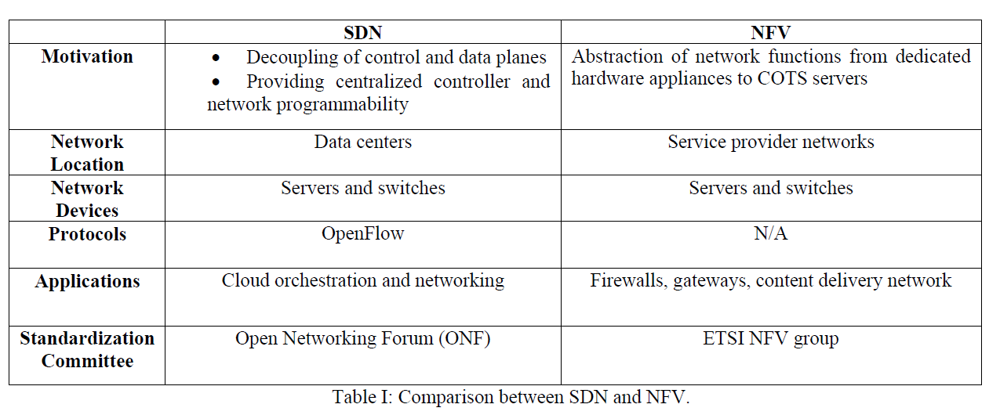 SDN NFV
Motivation • Decoupling of control and data planes Abstraction of network functions from dedicated
• Providing centralized controller and hardware appliances to COTS servers
network programmability
Network Data centers Service provider networks
Location
Network Servers and switches Servers and switches
Devices
Protocols OpenFlow N/A
Applications Cloud orchestration and networking Firewalls, gateways, content delivery network
Standardization Open Networking Forum (ONF) ETSI NFV group
Committee
Table I: Comparison between SDN and NFV.